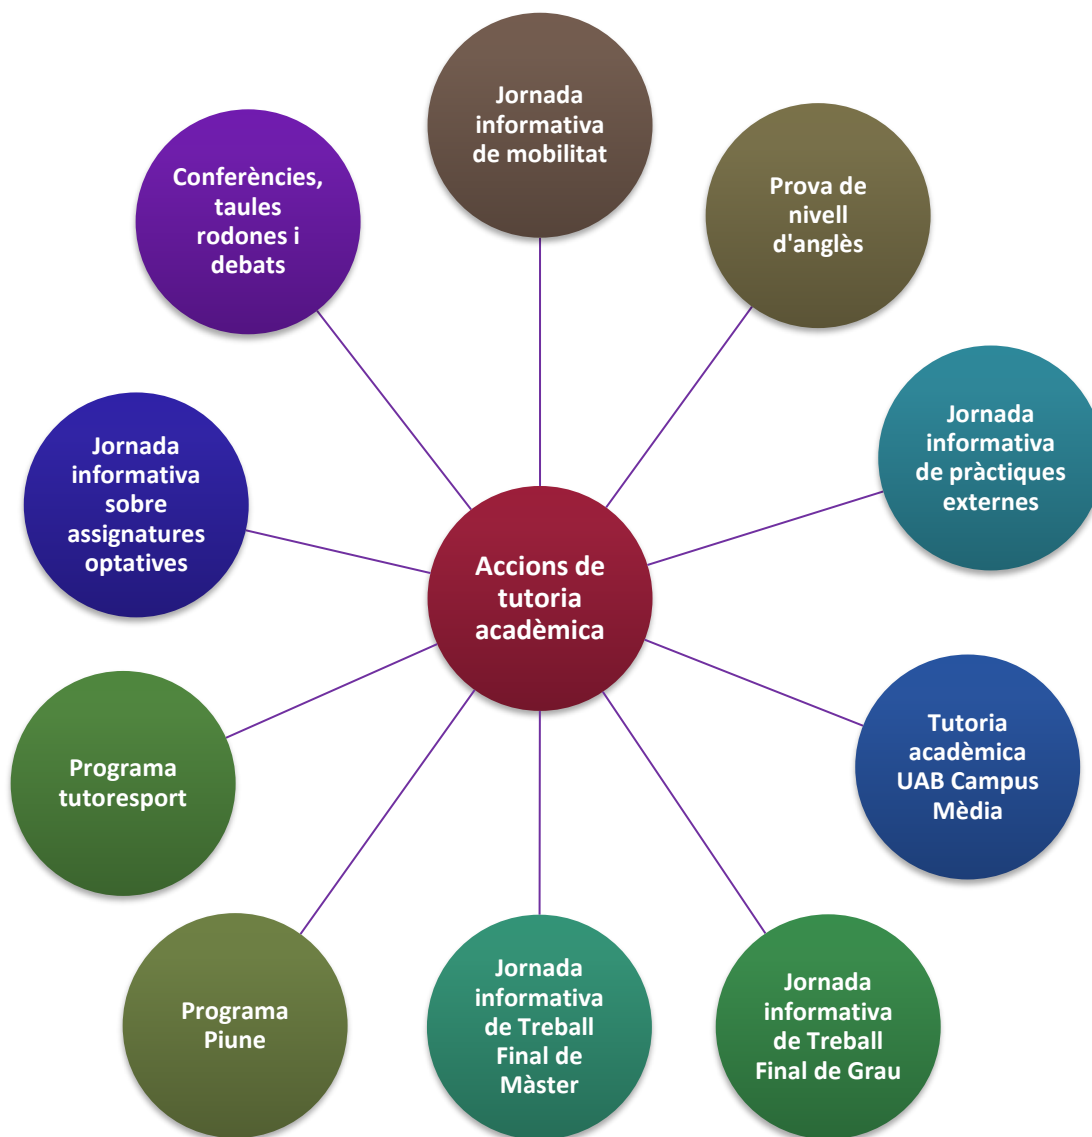 Jornada
informativa
de mobilitat
Prova de
nivell
d'anglès
Jornada
informativa
de pràctiques
externes
Tutoria
acadèmica
UAB Campus
Mèdia
Jornada
informativa
de Treball
Final de Grau
Jornada
informativa
de Treball
Final de
Màster
Programa
Piune
Programa
tutoresport
Jornada
informativa
sobre
assignatures
optatives
Conferències,
taules
rodones i
debats
Accions de
tutoria
acadèmica